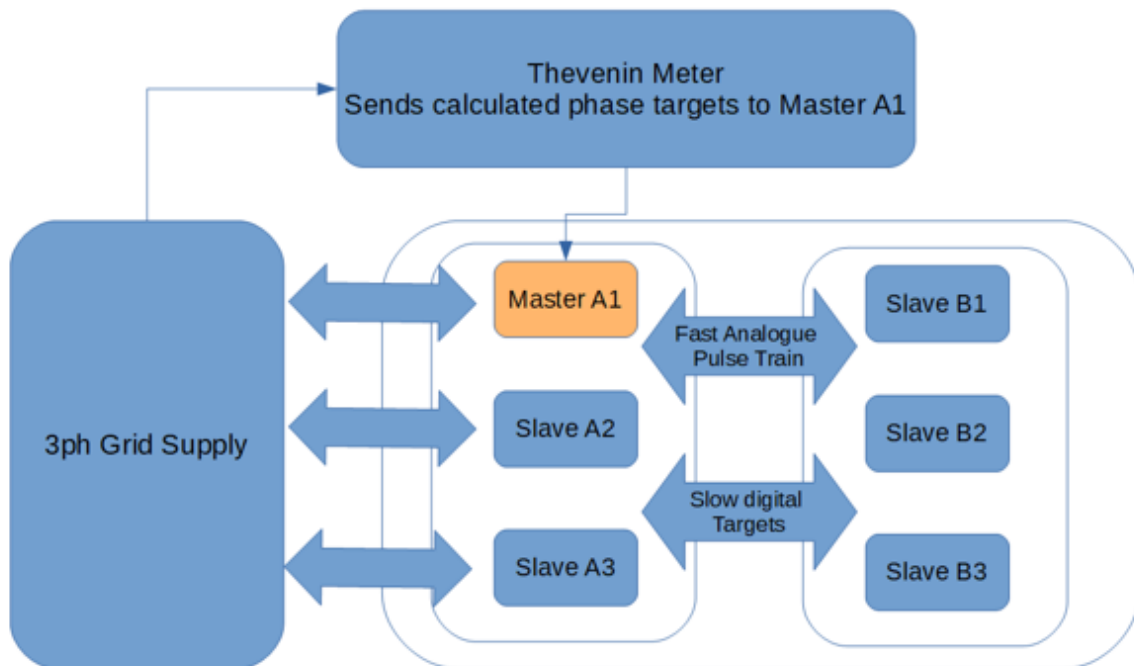 Thevenin Meter
Sends calculated phase targets to Master A1
Master A1
Slave B1
Fast Analogue
Pulse Train
3ph Grid Supply
Slave A2
Slave B2
Slow digital
Targets
Slave A3
Slave B3